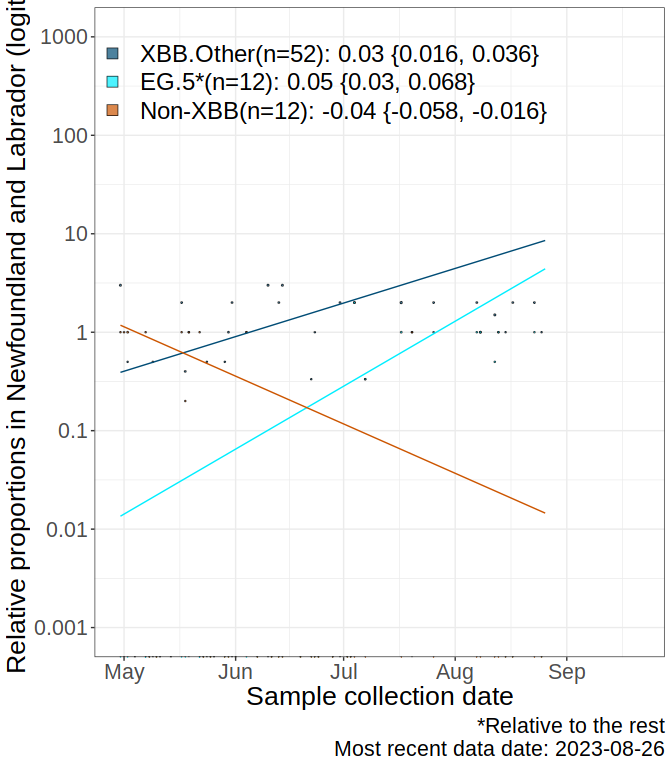 Relative proportions in Newfoundland and Labrador (logit
1000
100
10
1
0.1
0.01
0.001
XBB.Other(n=52): 0.03 {0.016, 0.036}
EG.5*(n=12): 0.05 {0.03, 0.068}
Non-XBB(n=12): -0.04 {-0.058, -0.016}
May Jun Jul Aug Sep
Sample collection date
*Relative to the rest
Most recent data date: 2023-08-26